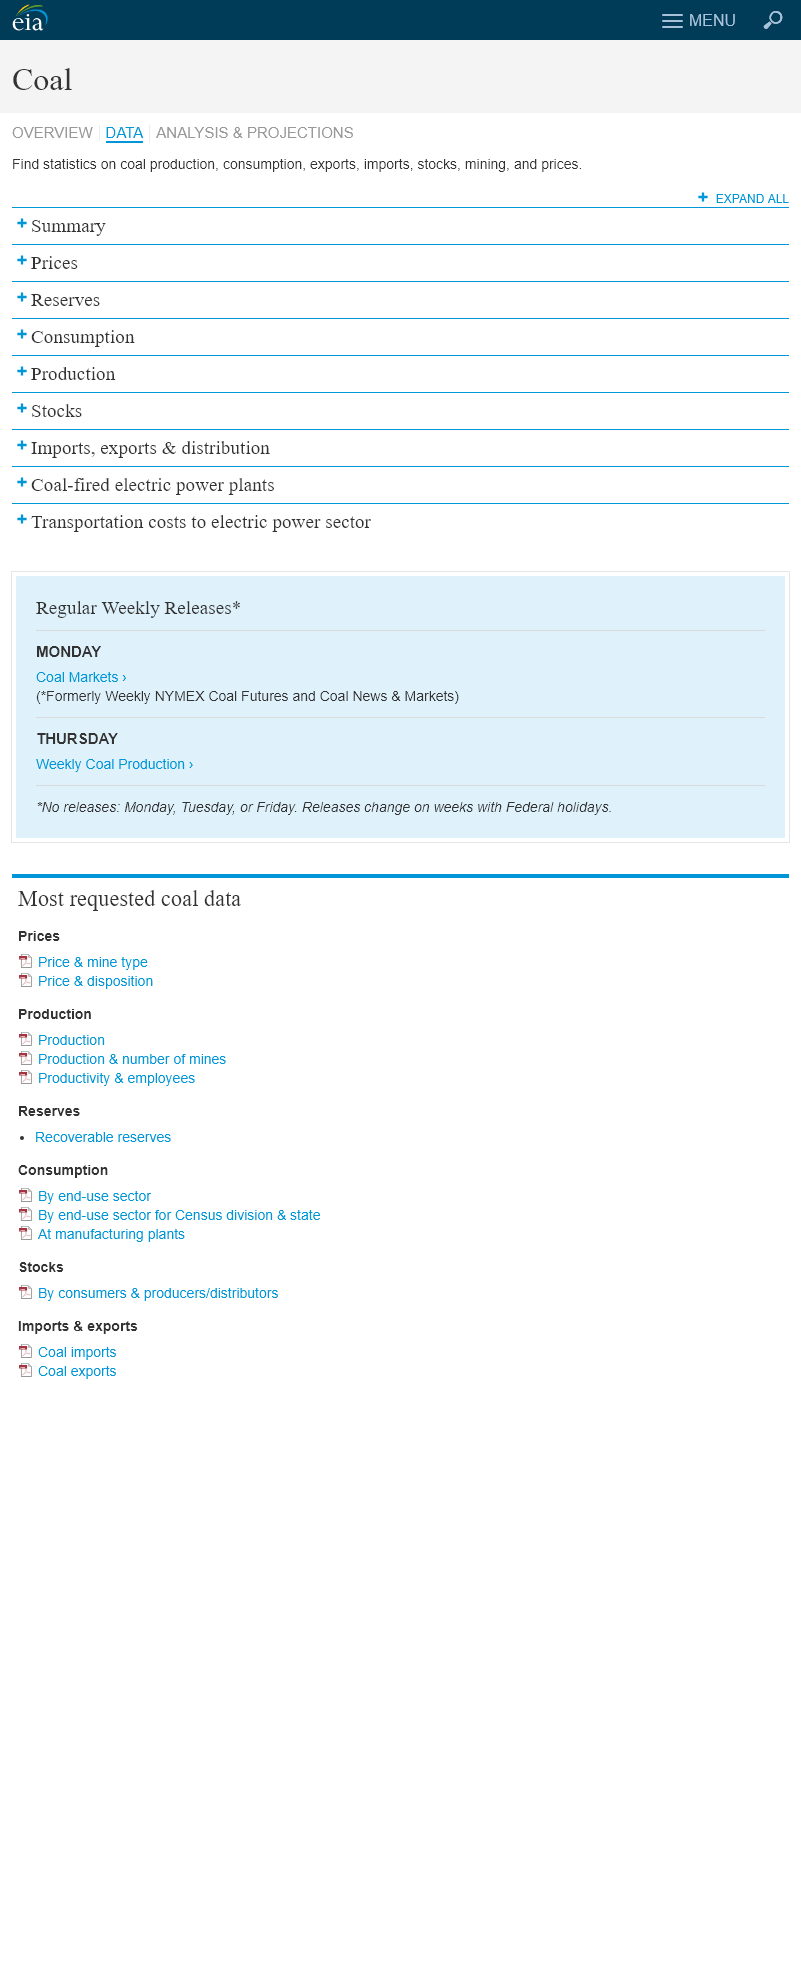 eia
MENU
Coal
OVERVIEW DATA ANALYSIS & PROJECTIONS
Find statistics on coal production, consumption, exports, imports, stocks, mining, and prices.
+ EXPAND ALL
+ Summary
+ Prices
+ Reserves
+ Consumption
+ Production
+ Stocks
+ Imports, exports & distribution
+ Coal-fired electric power plants
+ Transportation costs to electric power sector
Regular Weekly Releases*
MONDAY
Coal Markets ›
(*Formerly Weekly NYMEX Coal Futures and Coal News & Markets)
THURSDAY
Weekly Coal Production ›
*No releases: Monday, Tuesday, or Friday. Releases change on weeks with Federal holidays.
Most requested coal data
Prices
Price & mine type
Price & disposition
Production
Production
Production & number of mines
Productivity & employees
Reserves
• Recoverable reserves
Consumption
By end-use sector
By end-use sector for Census division & state
At manufacturing plants
Stocks
By consumers & producers/distributors
Imports & exports
Coal imports
Coal exports